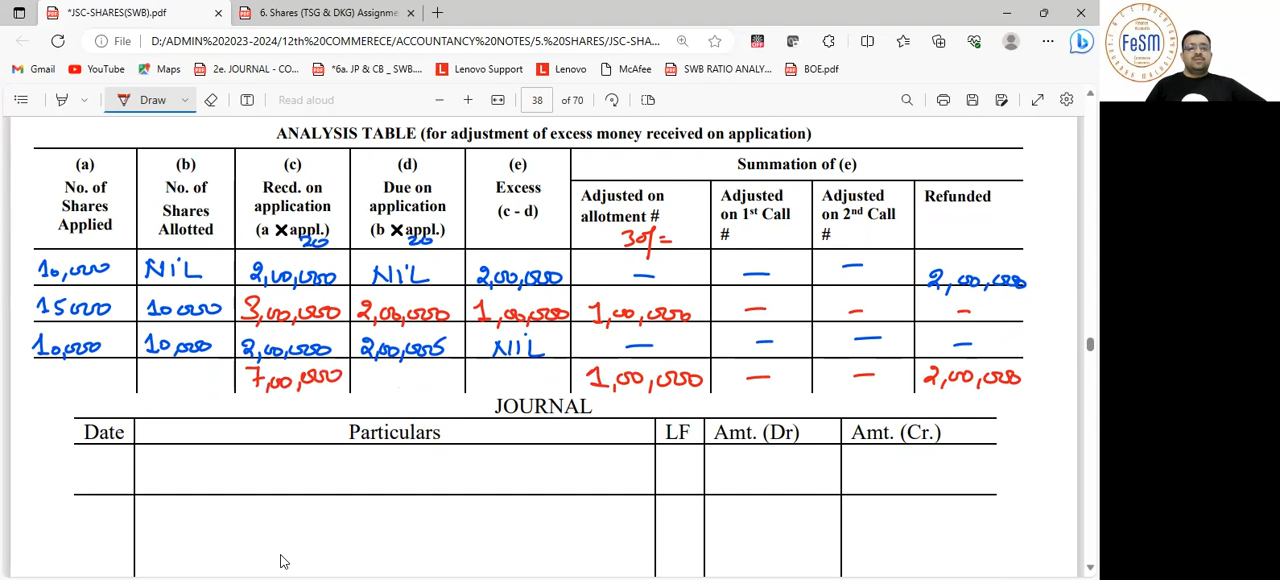 *JSC-SHARES(SWB).pdf
6. Shares (TSG & DKG) Assignme
File
D:/ADMIN%202023-2024/12th%20COMMERECE/ACCOUNTANCY%20NOTES/5.%20SHARES/JSC-SHA...
Gmail YouTube Maps 2e. JOURNAL - CO... *6a. JP & CB _ SWB.... Lenovo Support Lenovo McAfee SWB RATIO ANALY... BOE.pdf
Draw Read aloud 38 of 70
FeSM
ANALYSIS TABLE (for adjustment of excess money received on application)
(a) (b) (c) (d) (e) Summation of (e)
No. of Shares Applied
No. of Shares Allotted
Recd. on application (a ×appl.)
Due on application (b ×appl.)
Excess (c - d)
Adjusted on allotment #
Adjusted on 1st Call #
Adjusted on 2nd Call #
Refunded
20 20 30/=
10,000 NiL 2,00,000 NiL 2,00,000 — — — 2,00,000
15000 10000 3,00,000 2,00,000 1,00,000 1,00,000 — — —
10,000 10,000 2,00,000 2,00,000 NiL — — — —
7,00,000 1,00,000 — — 2,00,000
JOURNAL
Date Particulars LF Amt. (Dr) Amt. (Cr.)